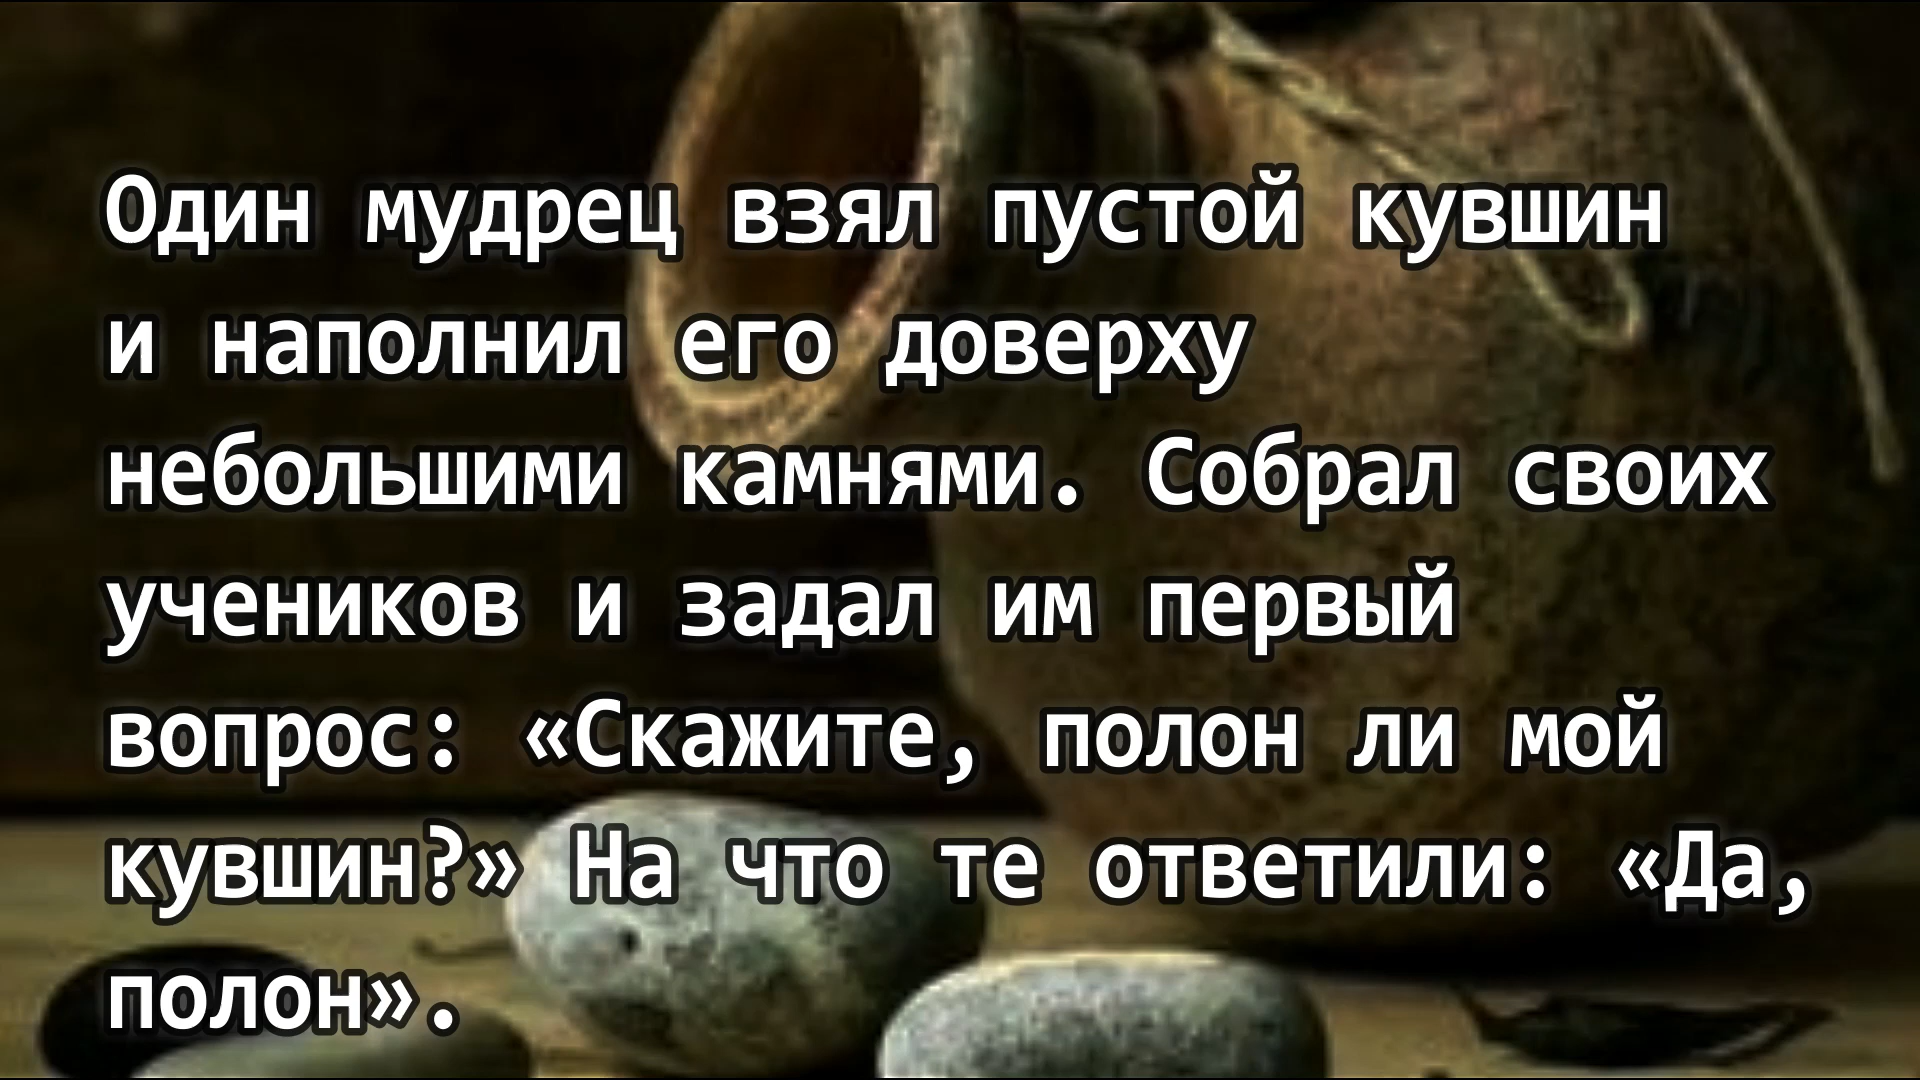 Один мудрец взял пустой кувшин
и наполнил его доверху
небольшими камнями. Собрал своих
учеников и задал им первый
вопрос: «Скажите, полон ли мой
кувшин?» На что те ответили: «Да,
полон».